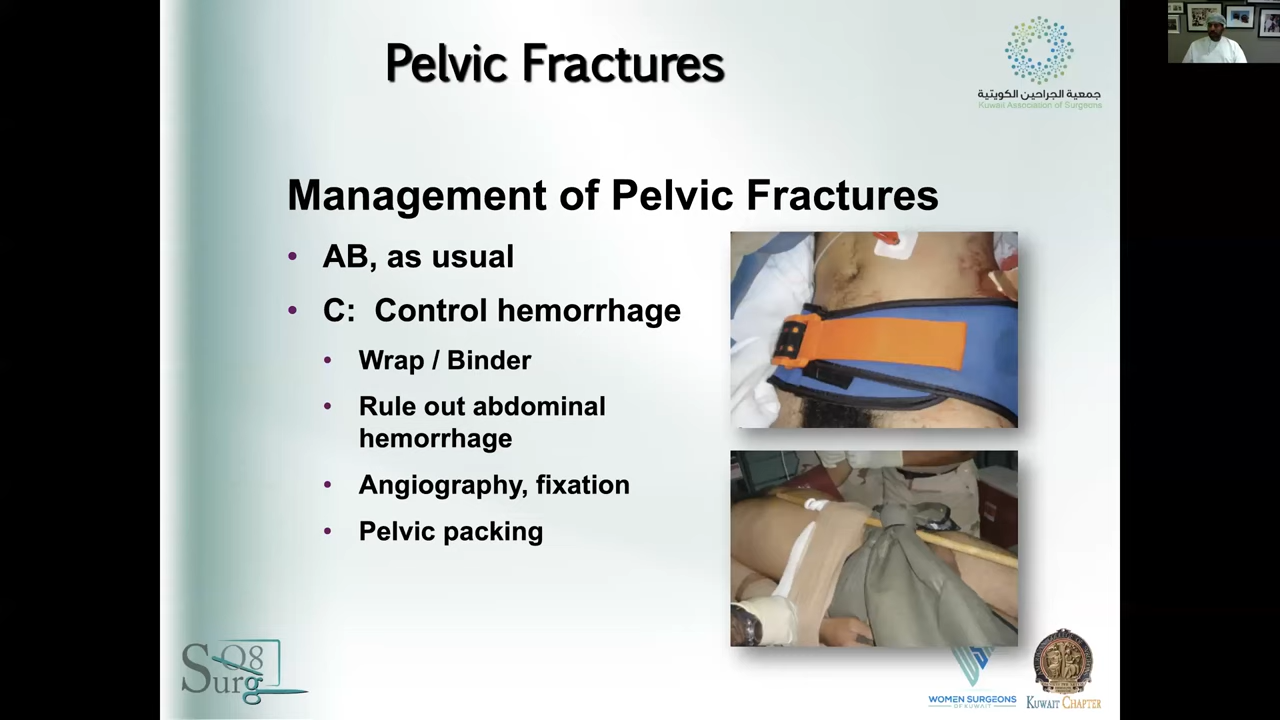 Pelvic Fractures
جمعية الجراحين الكويتية
Kuwait Association of Surgeons
Management of Pelvic Fractures
• AB, as usual
• C: Control hemorrhage
• Wrap / Binder
• Rule out abdominal
hemorrhage
• Angiography, fixation
• Pelvic packing
Q8
Surg
WOMEN SURGEONS
OF KUWAIT
KUWAIT CHAPTER